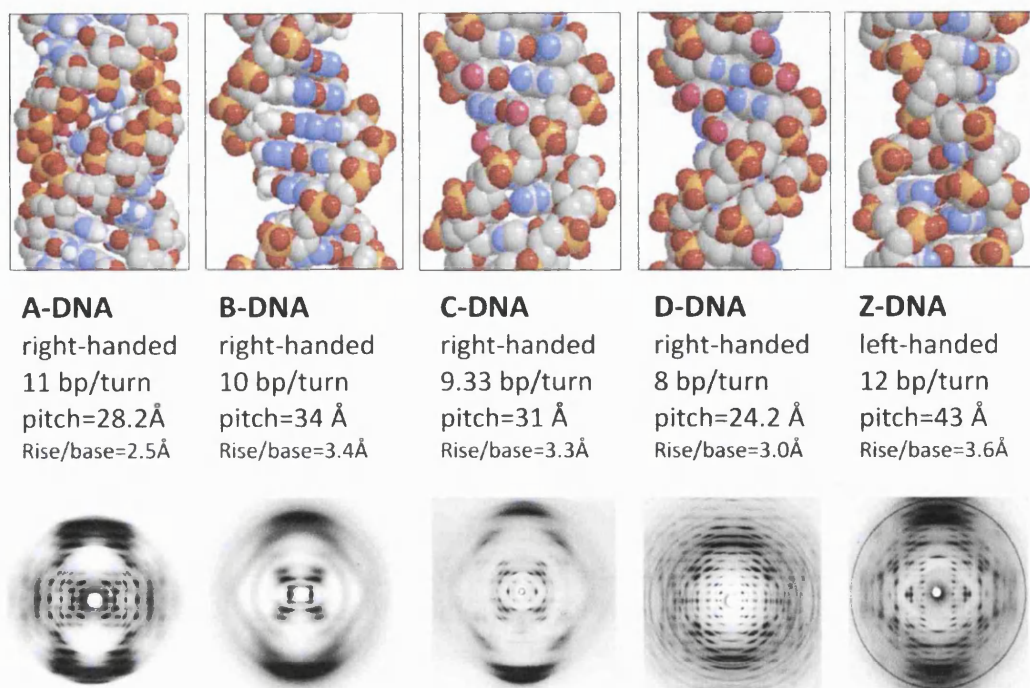 A-DNA
right-handed
11 bp/turn
pitch=28.2Å
Rise/base=2.5Å
B-DNA
right-handed
10 bp/turn
pitch=34 Å
Rise/base=3.4Å
C-DNA
right-handed
9.33 bp/turn
pitch=31 Å
Rise/base=3.3Å
D-DNA
right-handed
8 bp/turn
pitch=24.2 Å
Rise/base=3.0Å
Z-DNA
left-handed
12 bp/turn
pitch=43 Å
Rise/base=3.6Å